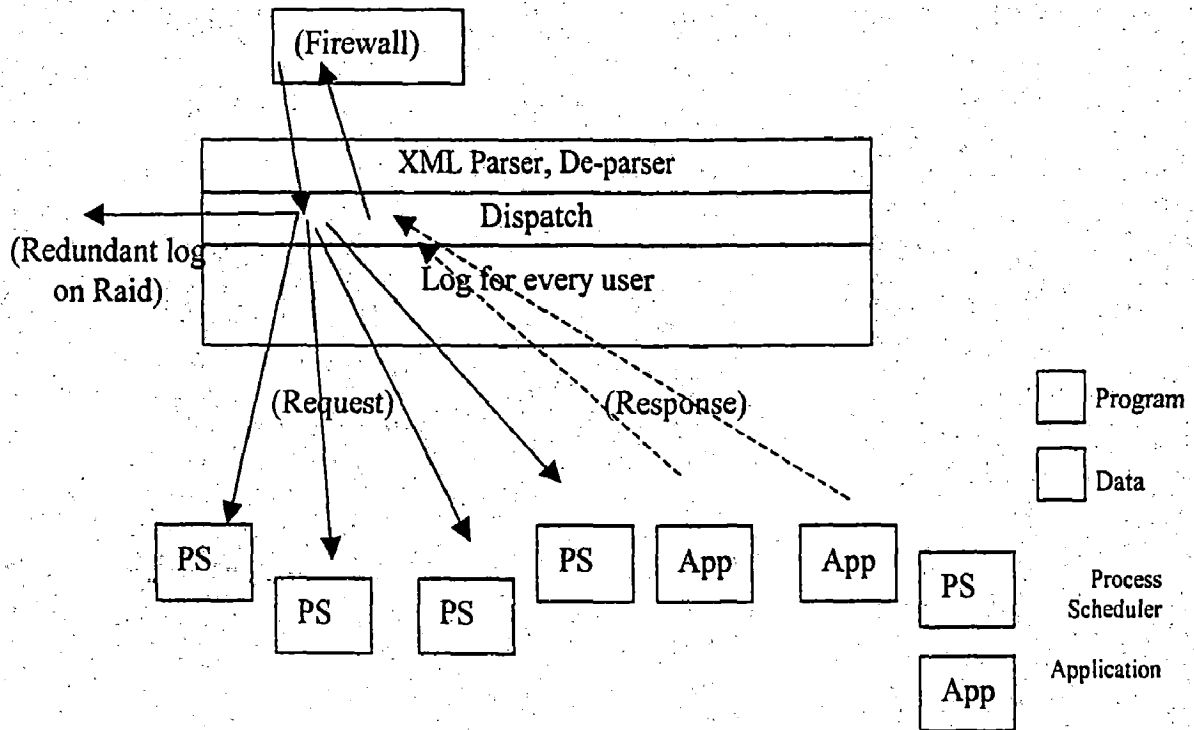 (Firewall)
XML Parser, De-parser
Dispatch
(Redundant log
on Raid)
Log for every user
(Request)
(Response)
Program
Data
PS
PS
PS
PS
App
App
PS
Process
Scheduler
App
Application